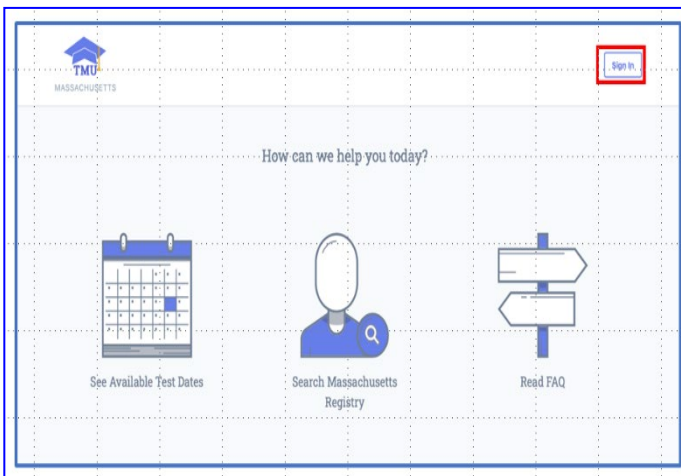 TMU
MASSACHUSETTS
Sign In
How can we help you today?
See Available Test Dates
Search Massachusetts
Registry
Read FAQ